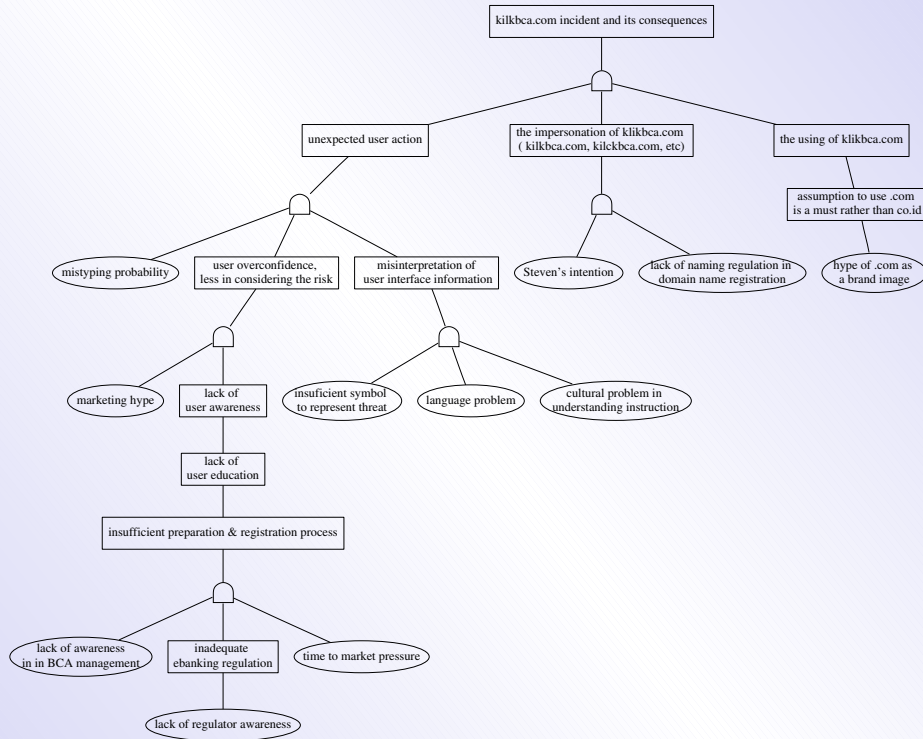 kilkbca.com incident and its consequences
unexpected user action
the impersonation of klikbca.com
( kilkbca.com, kilckbca.com, etc)
the using of klikbca.com
assumption to use .com
is a must rather than co.id
mistyping probability
user overconfidence,
less in considering the risk
misinterpretation of
user interface information
Steven's intention
lack of naming regulation in
domain name registration
hype of .com as
a brand image
marketing hype
lack of
user awareness
insuficient symbol
to represent threat
language problem
cultural problem in
understanding instruction
lack of
user education
insufficient preparation & registration process
lack of awareness
in in BCA management
inadequate
ebanking regulation
time to market pressure
lack of regulator awareness